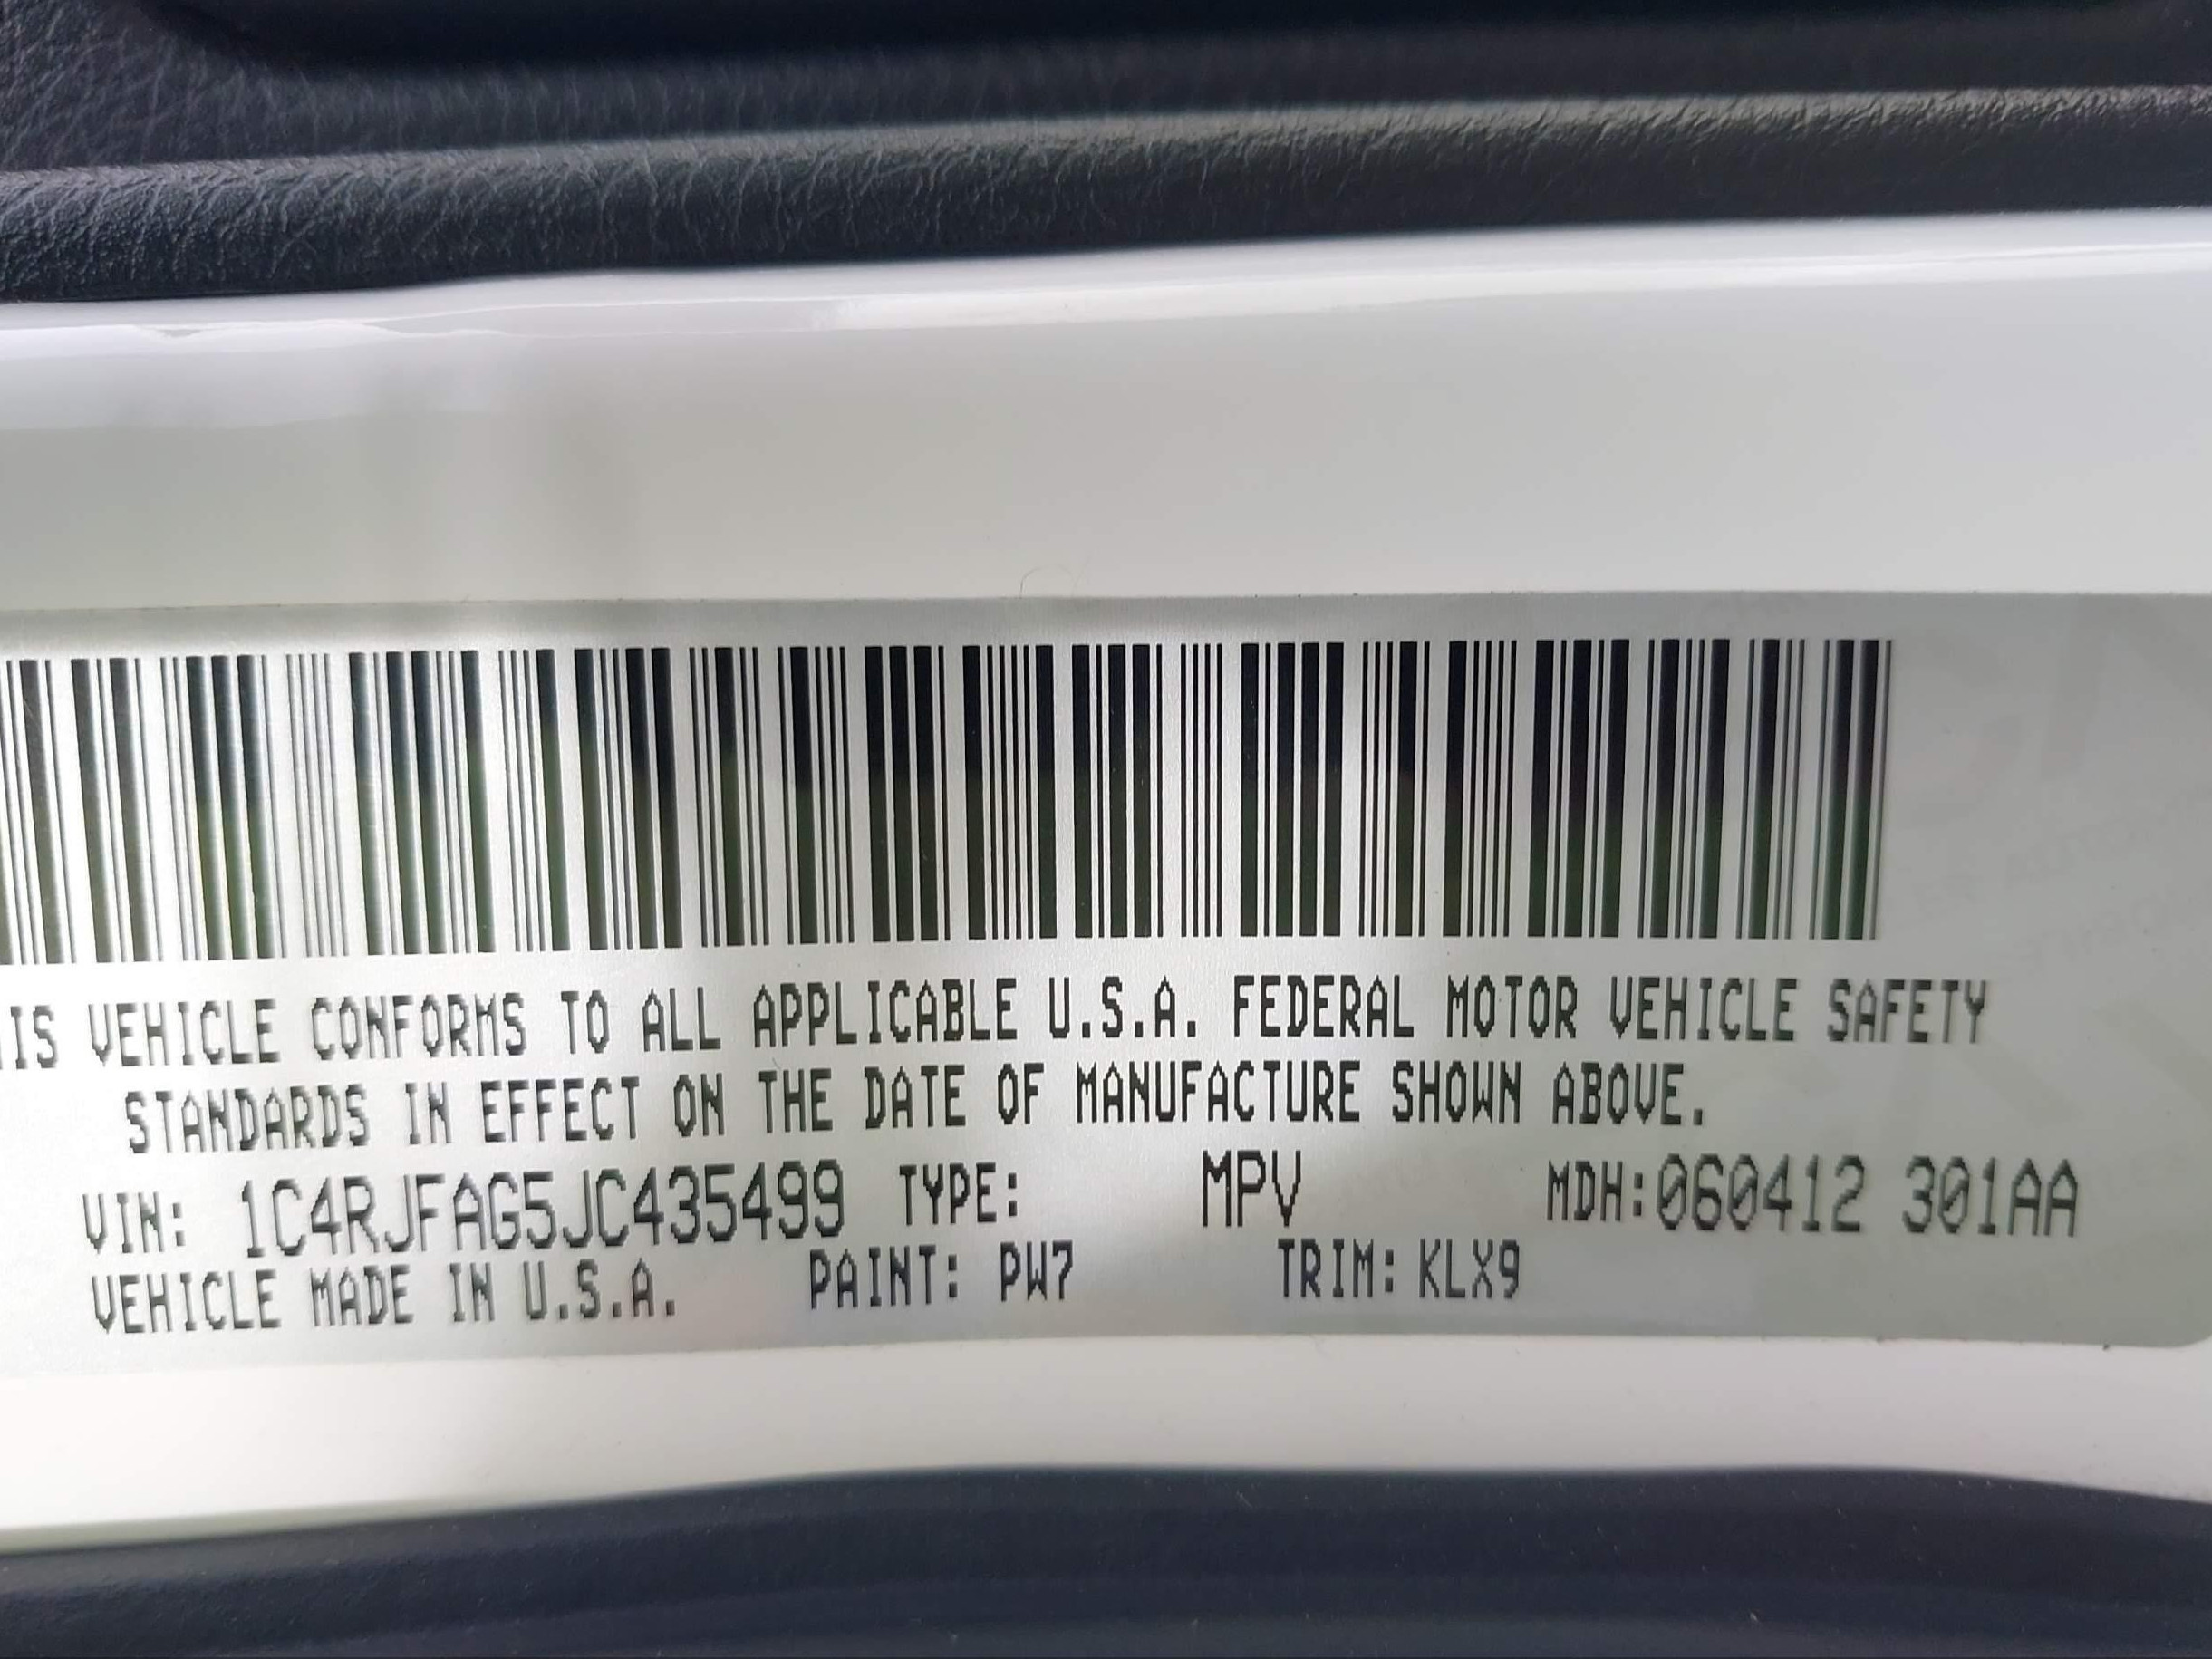 IS VEHICLE CONFORMS TO ALL APPLICABLE U.S.A. FEDERAL MOTOR VEHICLE SAFETY
STANDARDS IN EFFECT ON THE DATE OF MANUFACTURE SHOWN ABOVE.
VIN: 1C4RJFAG5JC435499 TYPE: MPV MDH:060412 301AA
VEHICLE MADE IN U.S.A. PAINT: PW7 TRIM: KLX9